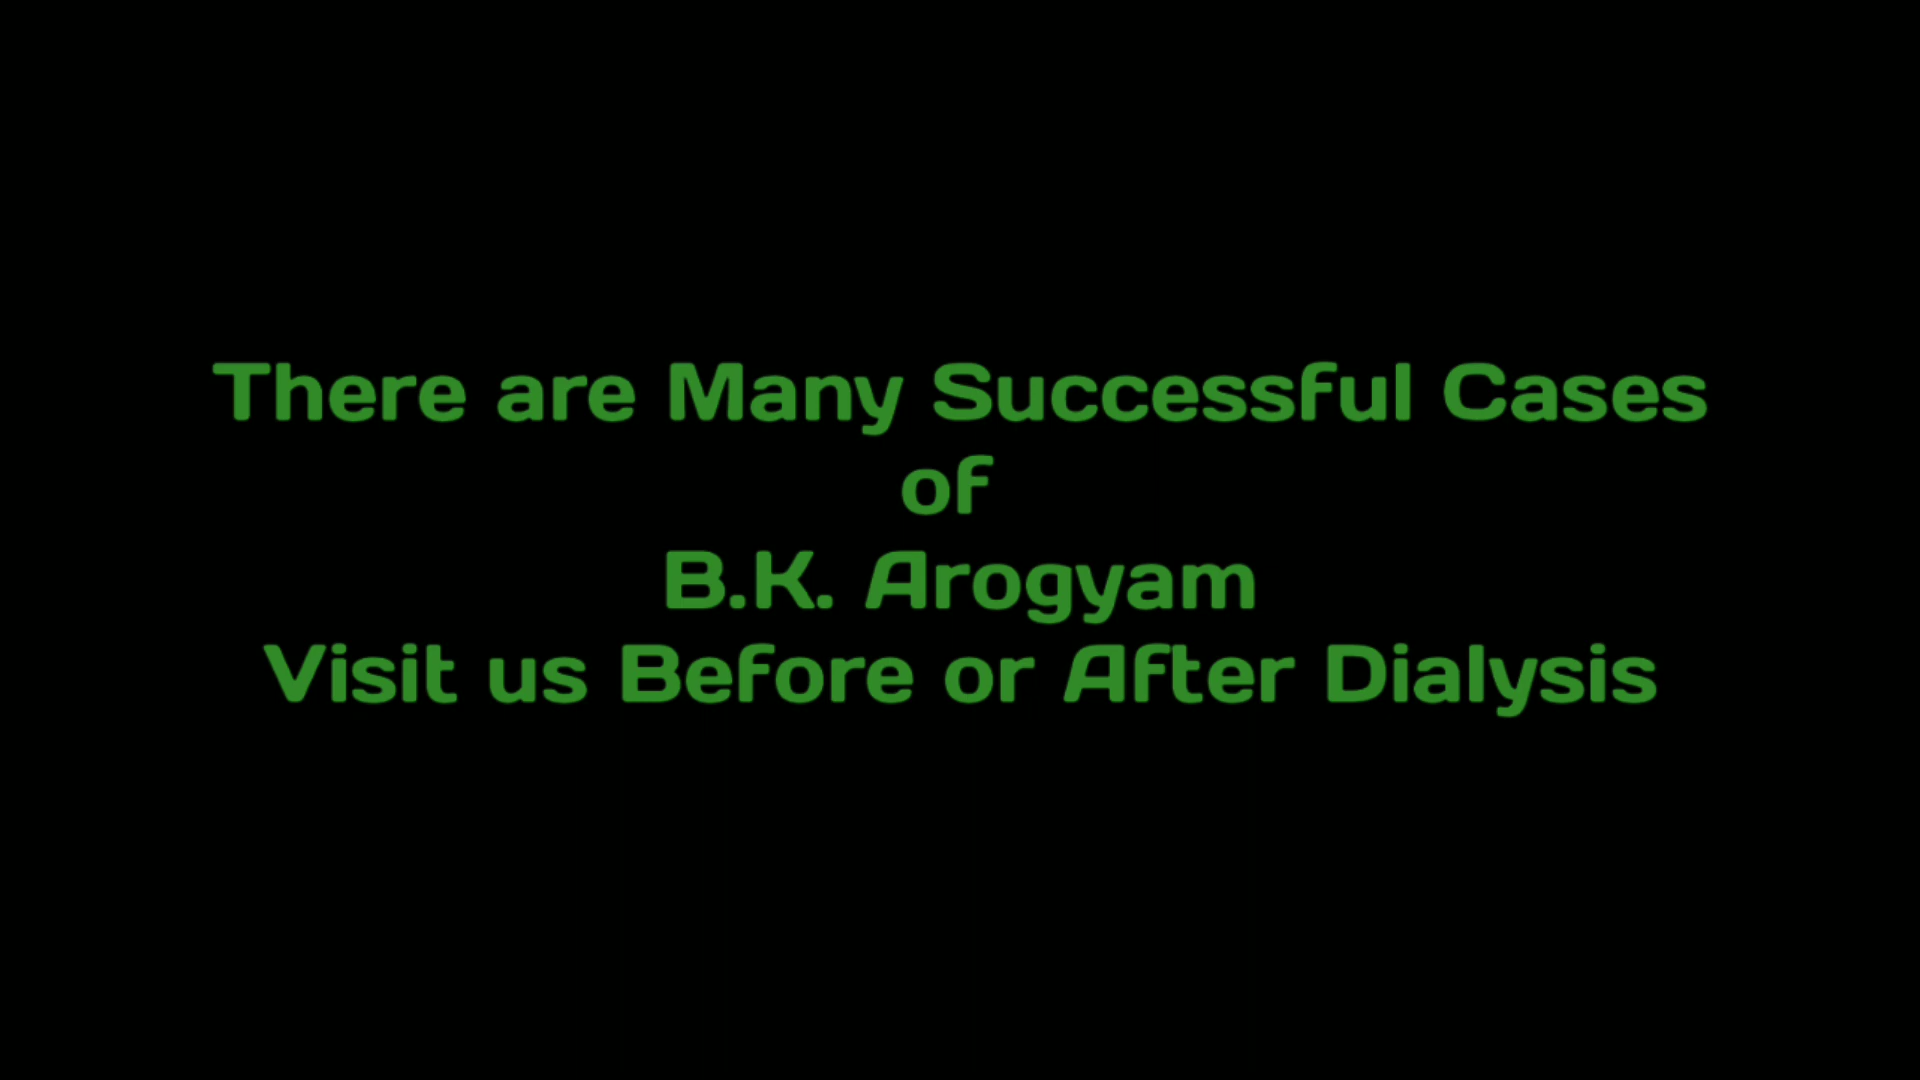 There are Many Successful Cases
of
B.K. Arogyam
Visit us Before or After Dialysis